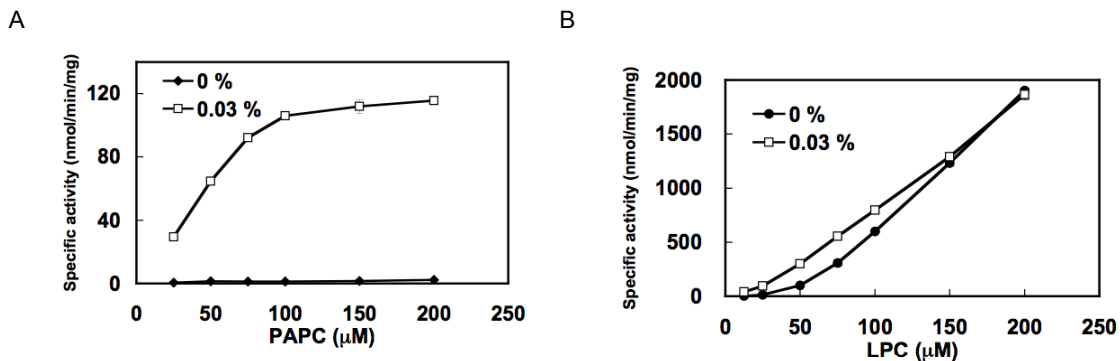 A
Specific activity (nmol/min/mg)
120
80
40
0
0 %
0.03 %
0 50 100 150 200 250
PAPC (μM)
B
Specific activity (nmol/min/mg)
2000
1500
1000
500
0
0 %
0.03 %
0 50 100 150 200 250
LPC (μM)